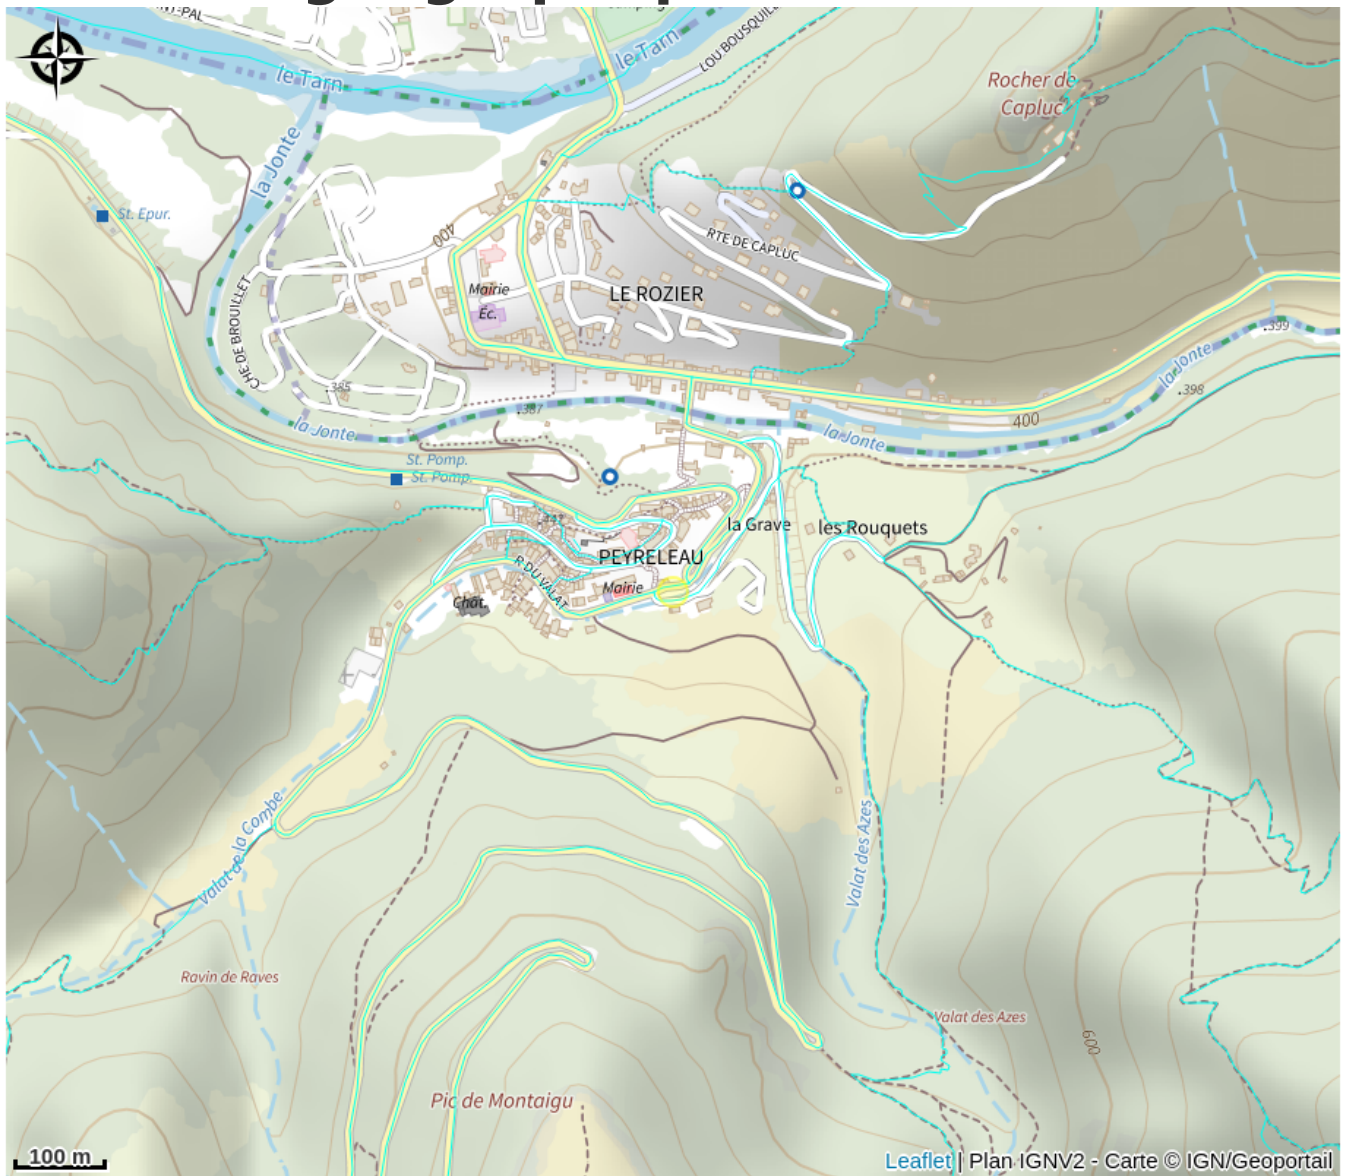 le Tarn
le Tarn
LOU BOUSQUILL
la Jonte
Rocher de
Capluc
St. Epur.
400
RTE DE CAPLUC
Mairie
Éc.
LE ROZIER
CHE DE BROUILLET
.385
.387
.399
la Jonte
.398
400
la Jonte
la Jonte
St. Pomp.
St. Pomp.
.447
la Grave
les Rouquets
PEYRELEAU
R DU VALAT
Mairie
Chât.
Valat de la Combe
Valat des Azes
Ravin de Raves
Valat des Azes
600
Pic de Montaigu
100 m
Leaflet | Plan IGNV2 - Carte © IGN/Geoportail